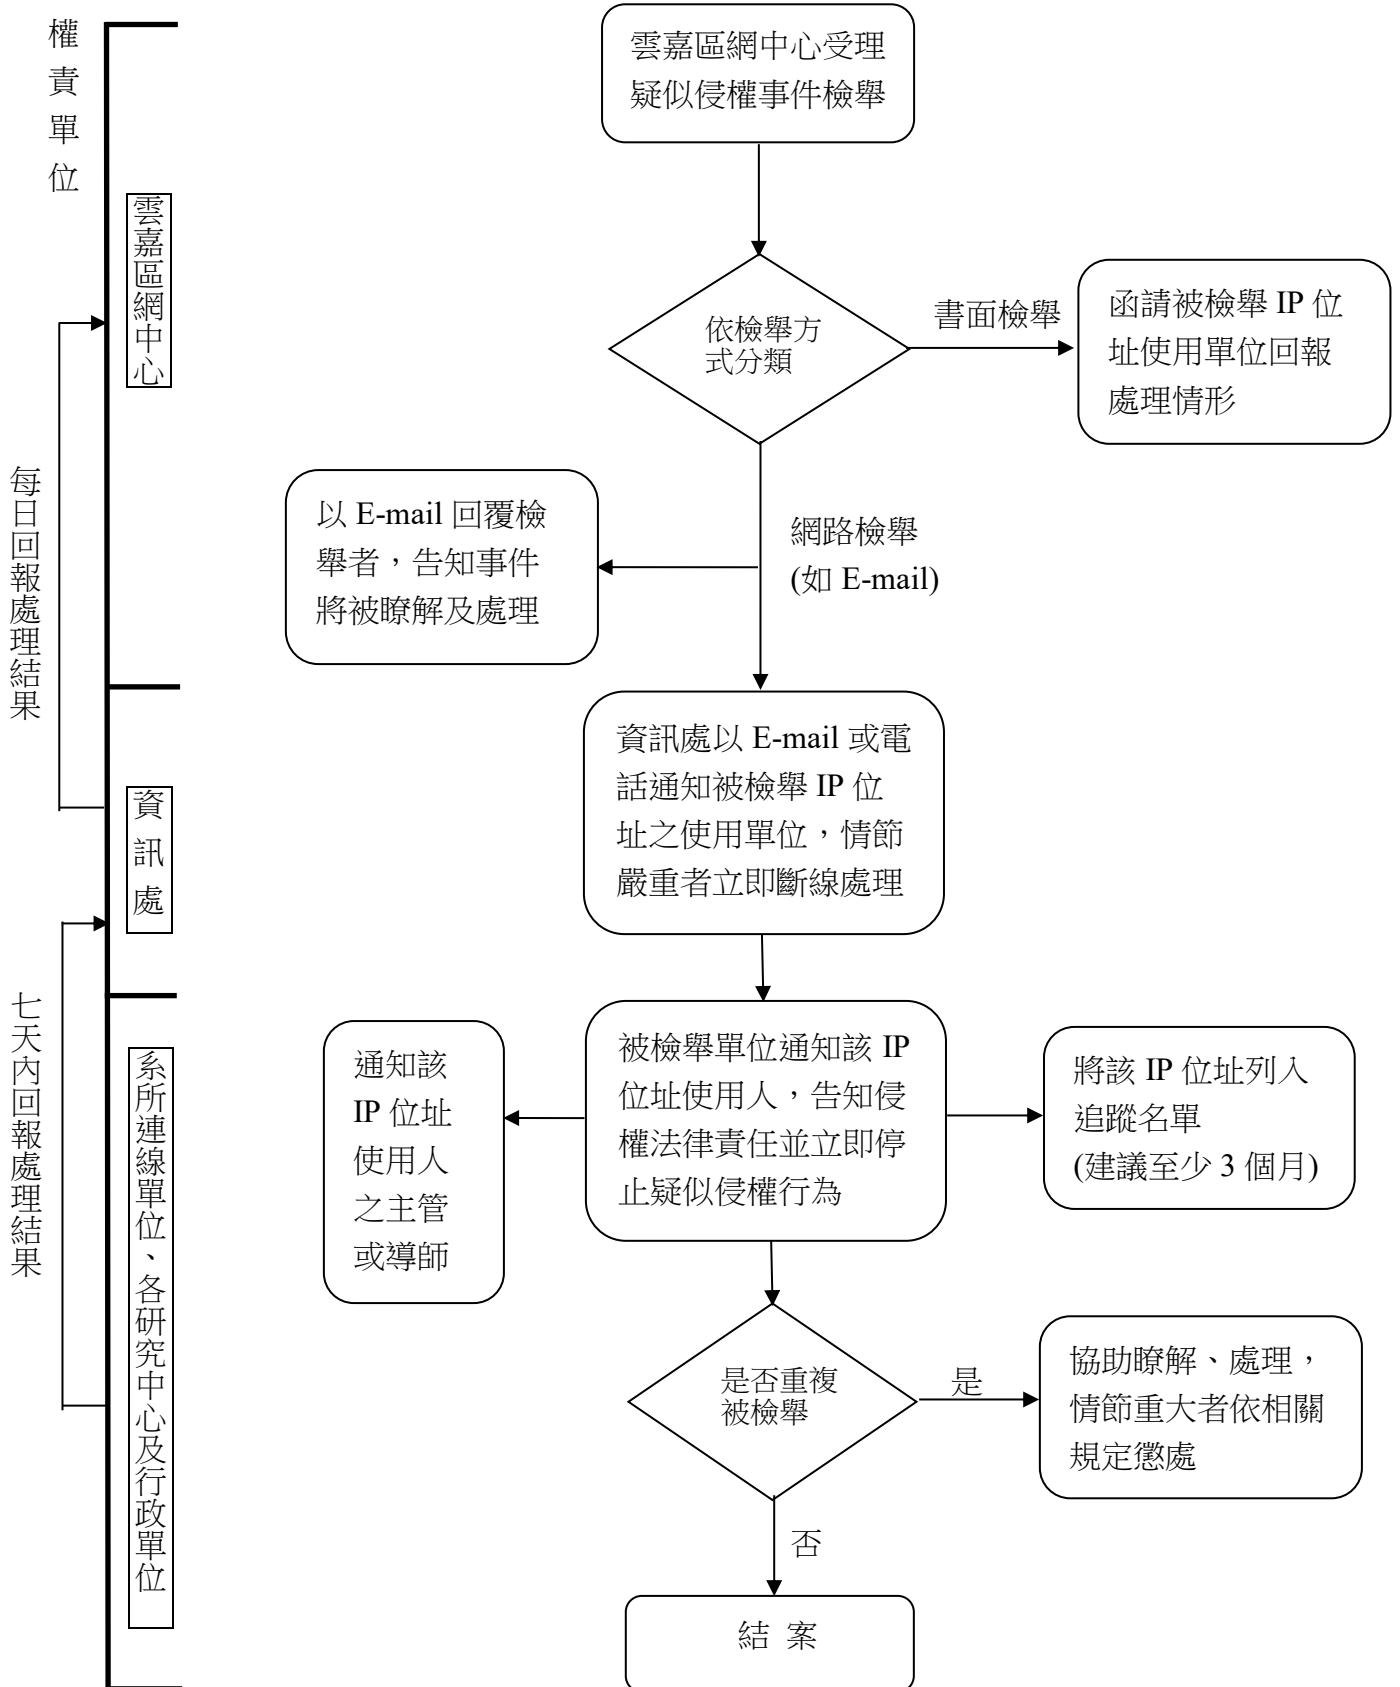 權責單位
雲嘉區網中心
每日回報處理結果
資訊處
七天內回報處理結果
系所連線單位、各研究中心及行政單位
雲嘉區網中心受理
疑似侵權事件檢舉
依檢舉方
式分類
書面檢舉
函請被檢舉 IP 位
址使用單位回報
處理情形
以 E-mail 回覆檢
舉者，告知事件
將被瞭解及處理
網路檢舉
(如 E-mail)
資訊處以 E-mail 或電
話通知被檢舉 IP 位
址之使用單位，情節
嚴重者立即斷線處理
通知該
IP 位址
使用人
之主管
或導師
被檢舉單位通知該 IP
位址使用人，告知侵
權法律責任並立即停
止疑似侵權行為
將該 IP 位址列入
追蹤名單
(建議至少 3 個月)
是否重複
被檢舉
是
協助瞭解、處理，
情節重大者依相關
規定懲處
否
結 案